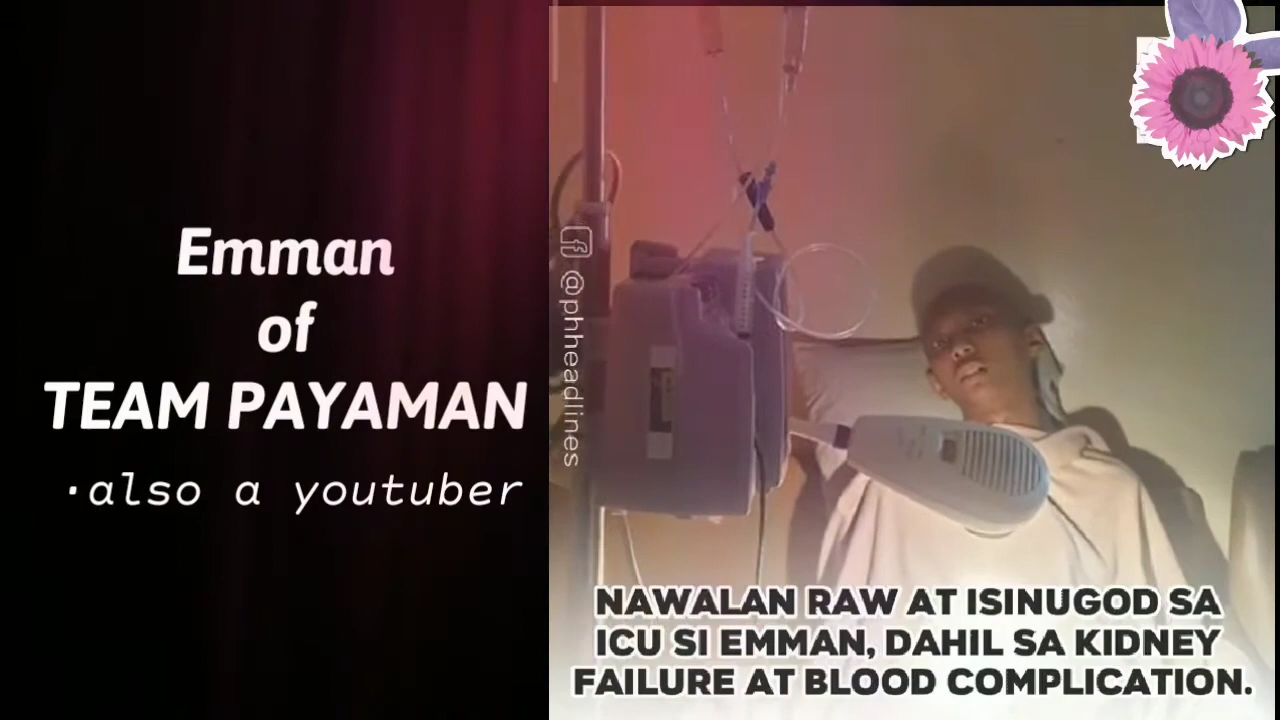 Emman
of
TEAM PAYAMAN
·also a youtuber
@phheadlines
NAWALAN RAW AT ISINUGOD SA
ICU SI EMMAN, DAHIL SA KIDNEY
FAILURE AT BLOOD COMPLICATION.